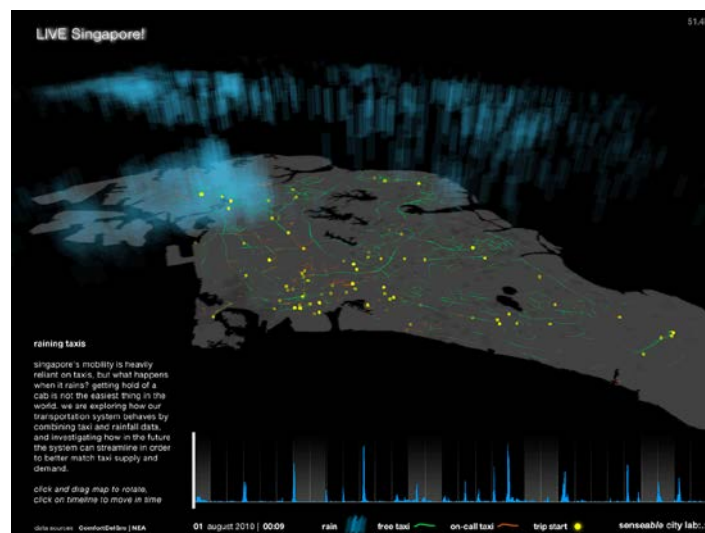 LIVE Singapore!
$1.4
raining taxis
singapore's mobility is heavily
reliant on taxis, but what happens
when it rains? getting hold of a
cab is not the easiest thing in the
world. we are exploring how our
transportation system behaves by
combining taxi and rainfall data,
and investigating how in the future
the system can streamline in order
to better match taxi supply and
demand.
click and drag map to rotate,
click on timeline to move in time
data sources ComfortDelGro | NEA
01 august 2010 | 00:09 rain free taxi on-call taxi trip start senseable city lab:.